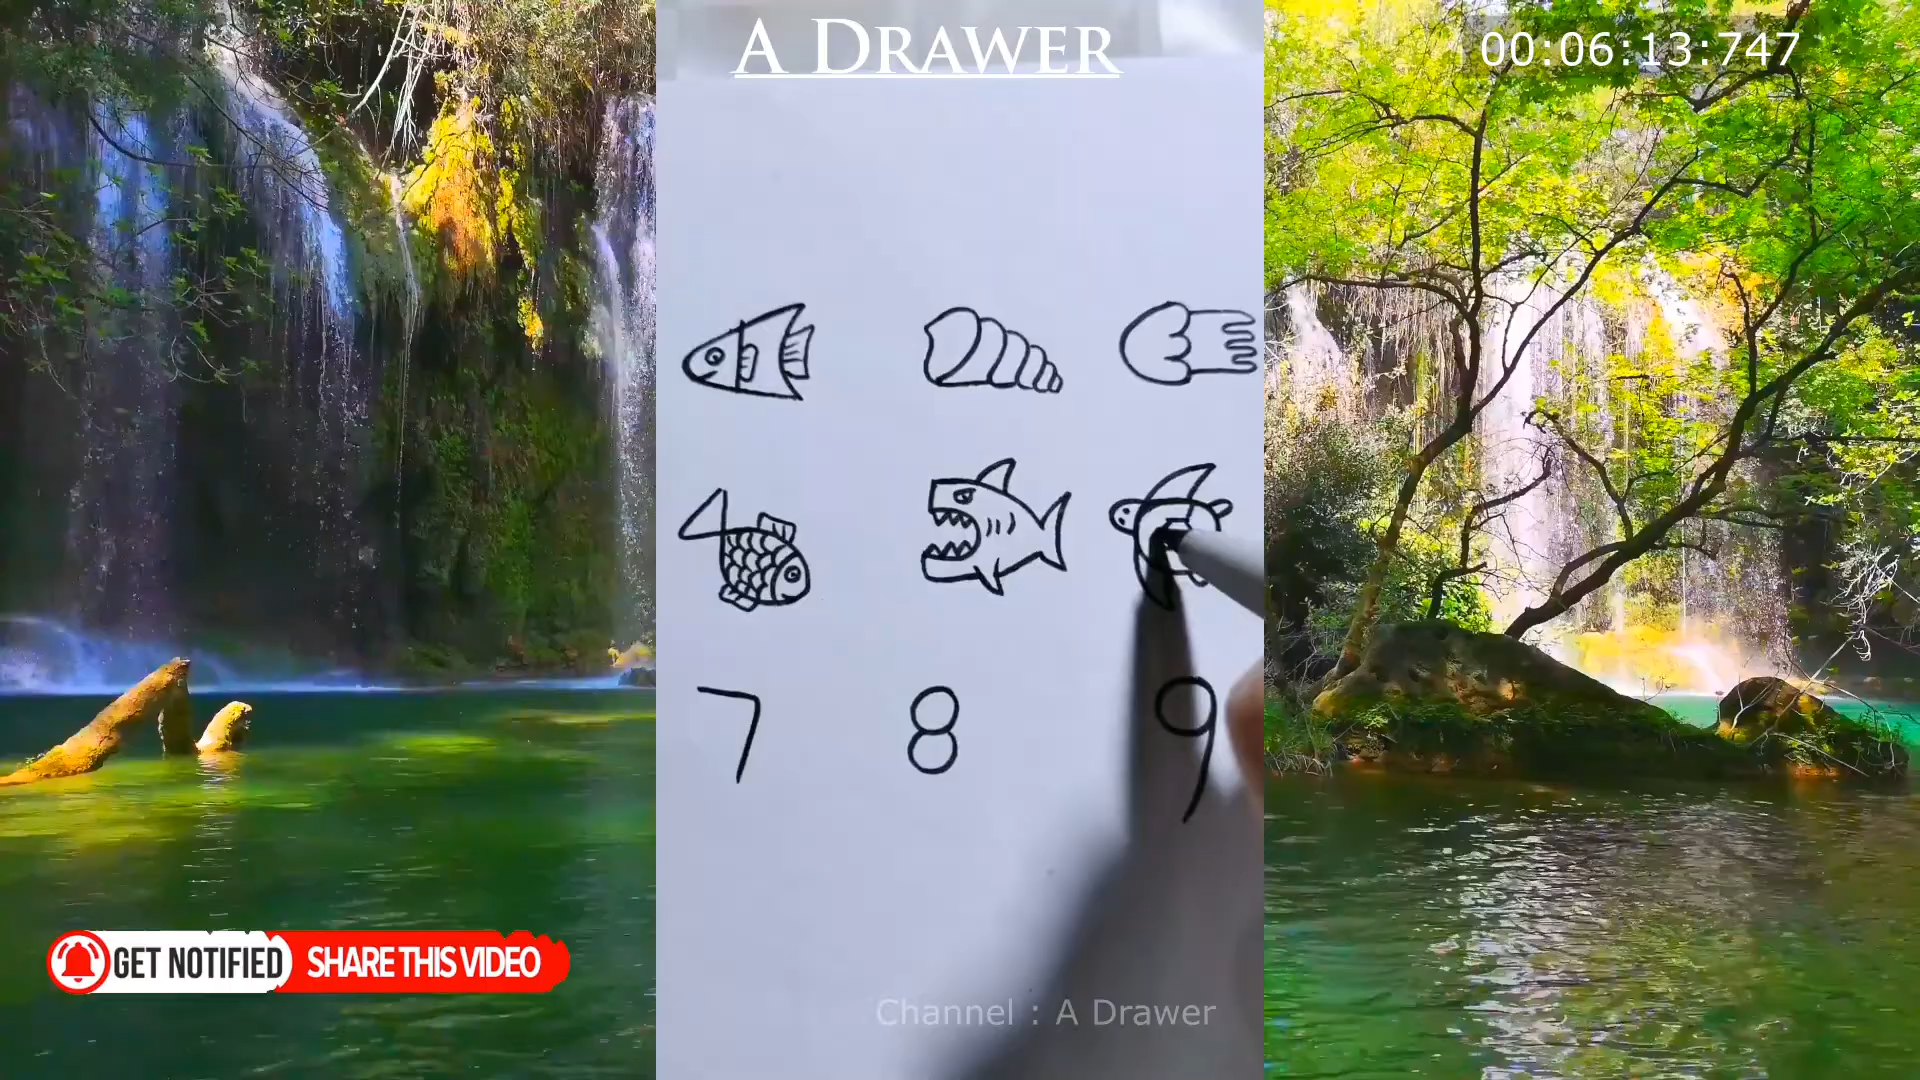 A DRAWER
00:06:13:747
7 8 9
GET NOTIFIED SHARE THIS VIDEO
Channel : A Drawer